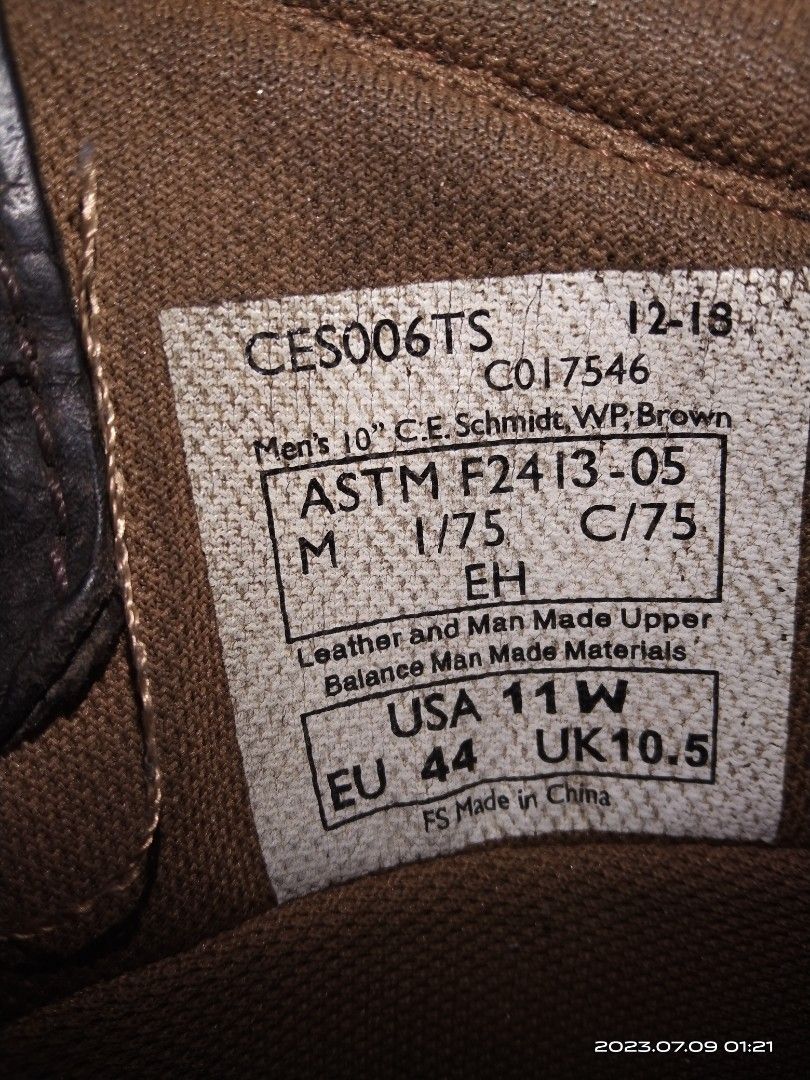 CES006TS 12-18
C017546
Men's 10" C.E. Schmidt, WP, Brown
ASTM F2413-05
M I/75 C/75
EH
Leather and Man Made Upper
Balance Man Made Materials
USA 11 W
EU 44 UK10.5
FS Made in China
2023.07.09 01:21